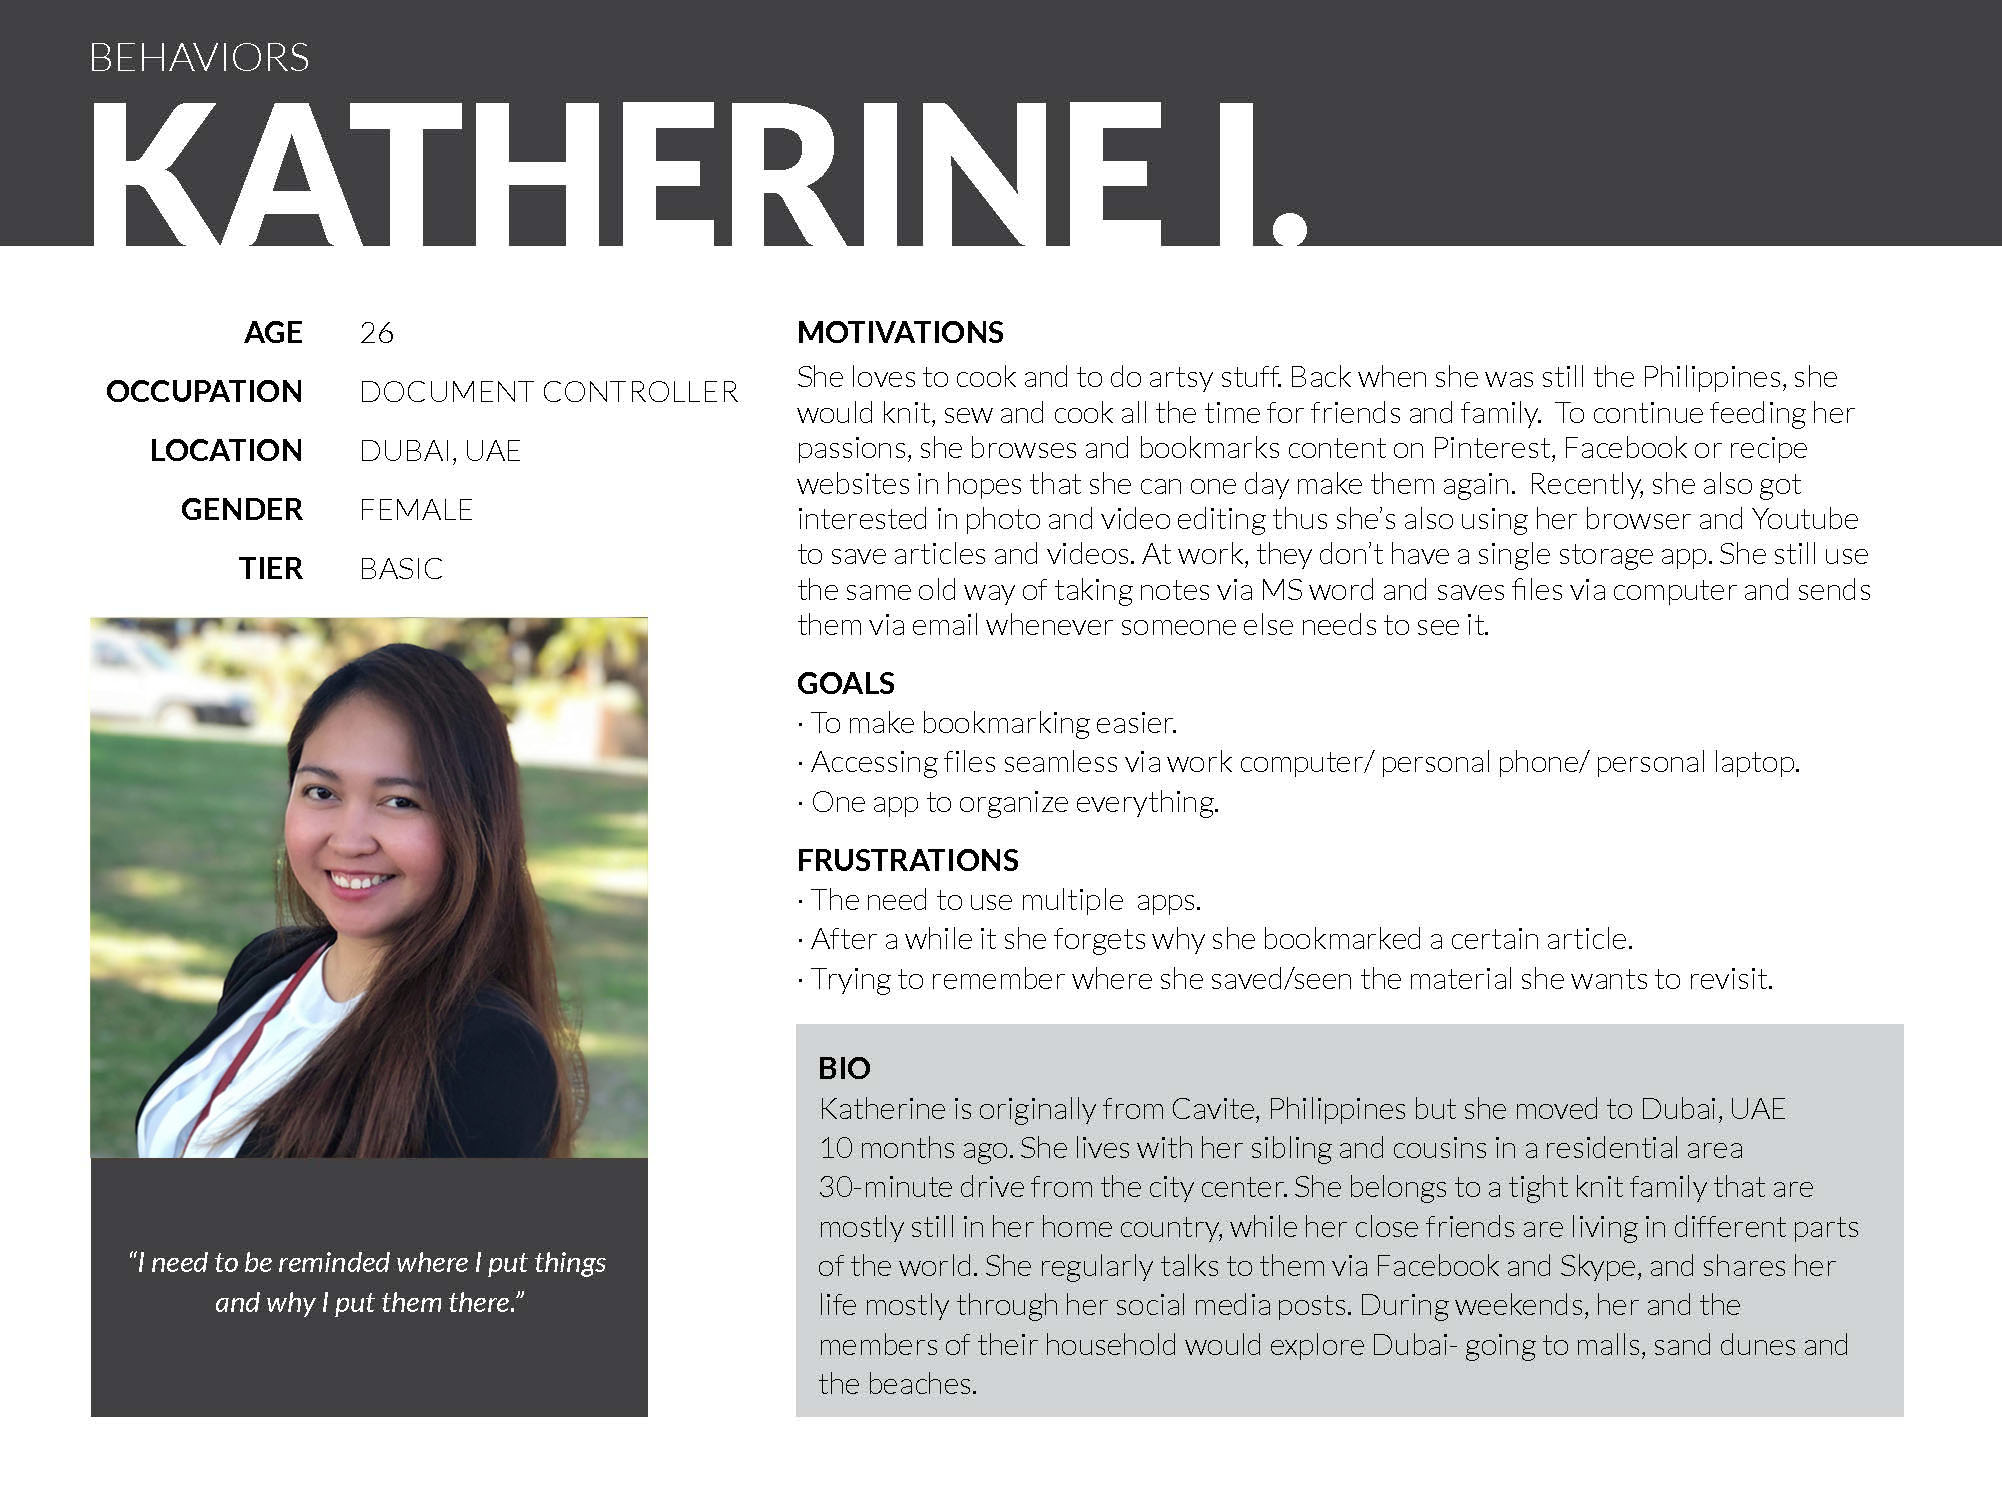 BEHAVIORS
KATHERINE I.
AGE 26
OCCUPATION DOCUMENT CONTROLLER
LOCATION DUBAI, UAE
GENDER FEMALE
TIER BASIC
“I need to be reminded where I put things
and why I put them there.”
MOTIVATIONS
She loves to cook and to do artsy stuff. Back when she was still the Philippines, she
would knit, sew and cook all the time for friends and family. To continue feeding her
passions, she browses and bookmarks content on Pinterest, Facebook or recipe
websites in hopes that she can one day make them again. Recently, she also got
interested in photo and video editing thus she’s also using her browser and Youtube
to save articles and videos. At work, they don’t have a single storage app. She still use
the same old way of taking notes via MS word and saves files via computer and sends
them via email whenever someone else needs to see it.
GOALS
· To make bookmarking easier.
· Accessing files seamless via work computer/ personal phone/ personal laptop.
· One app to organize everything.
FRUSTRATIONS
· The need to use multiple apps.
· After a while it she forgets why she bookmarked a certain article.
· Trying to remember where she saved/seen the material she wants to revisit.
BIO
Katherine is originally from Cavite, Philippines but she moved to Dubai, UAE
10 months ago. She lives with her sibling and cousins in a residential area
30-minute drive from the city center. She belongs to a tight knit family that are
mostly still in her home country, while her close friends are living in different parts
of the world. She regularly talks to them via Facebook and Skype, and shares her
life mostly through her social media posts. During weekends, her and the
members of their household would explore Dubai- going to malls, sand dunes and
the beaches.